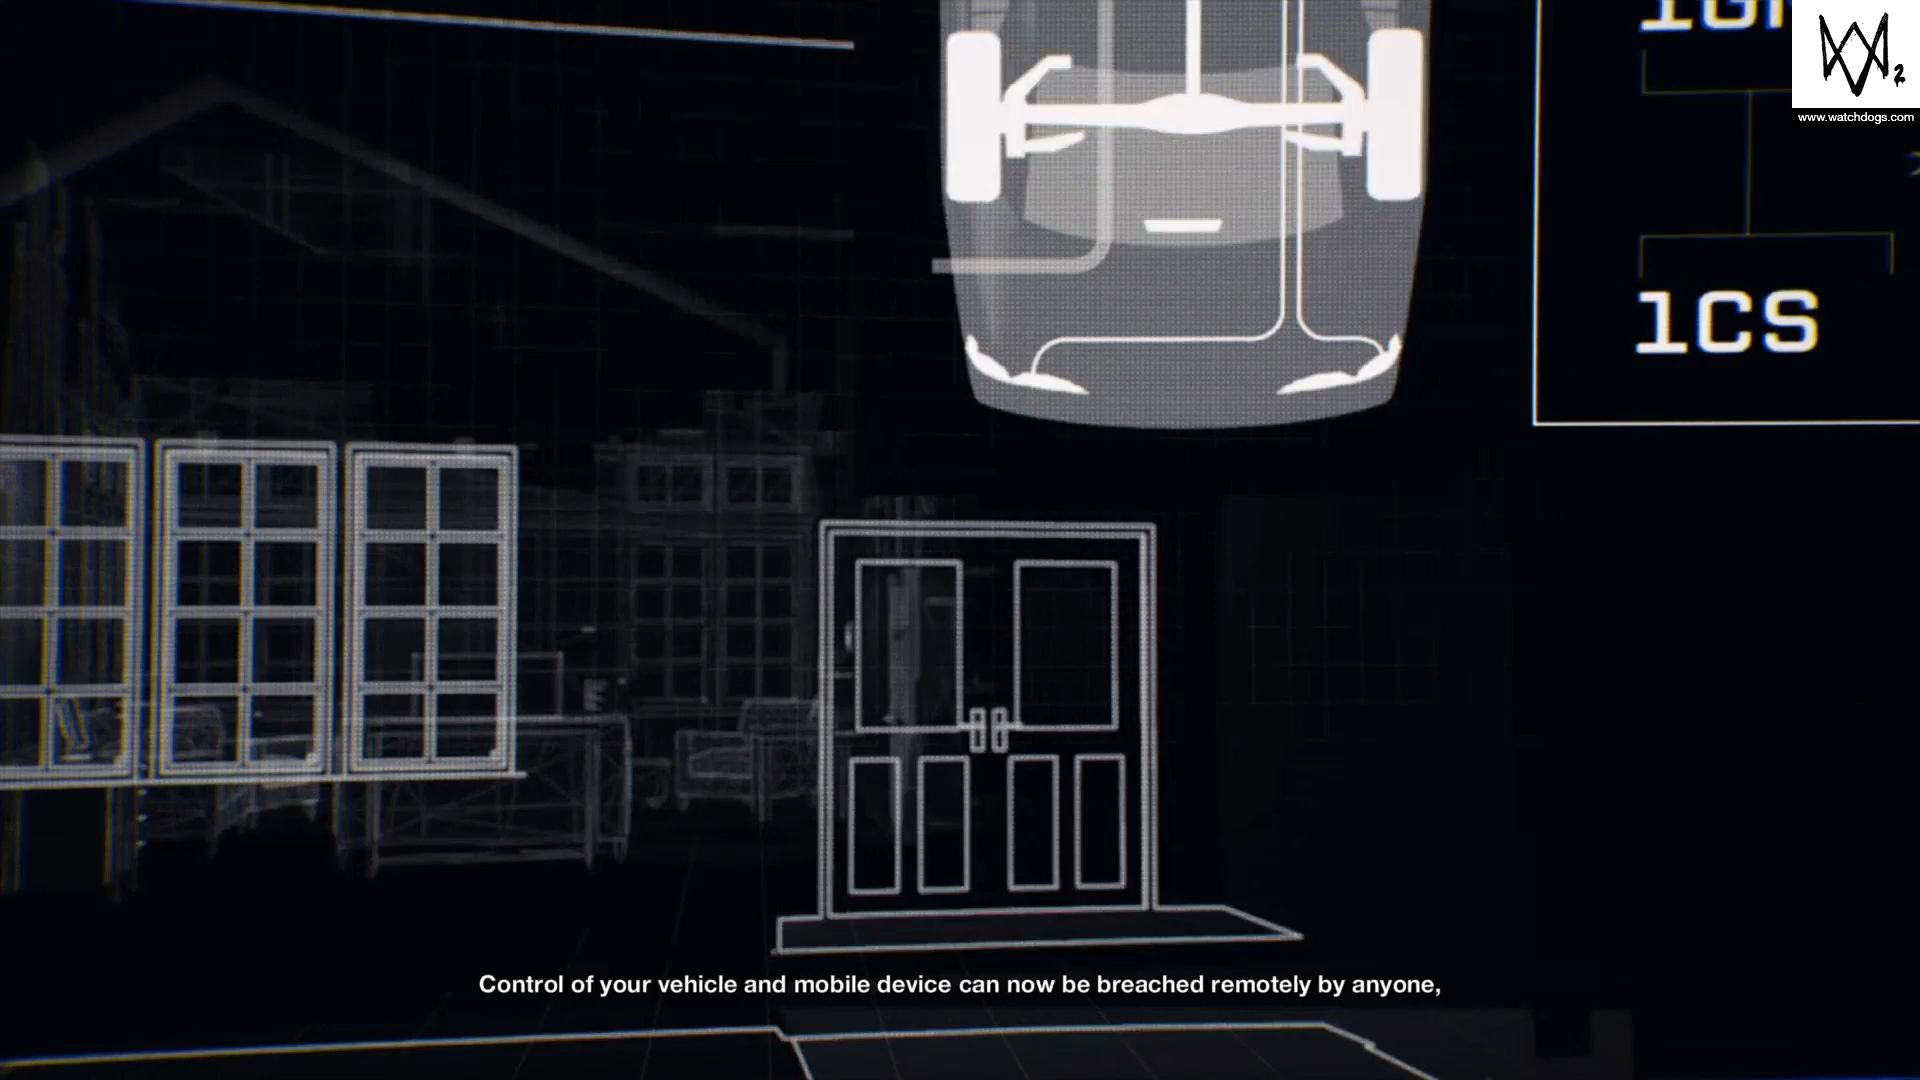 www.watchdogs.com
1CS
Control of your vehicle and mobile device can now be breached remotely by anyone,